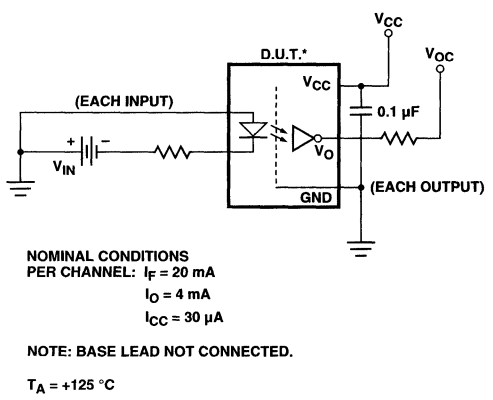 V_CC
V_OC
D.U.T.*
V_CC
(EACH INPUT)
0.1 µF
+ –
V_IN
V_O
(EACH OUTPUT)
GND
NOMINAL CONDITIONS
PER CHANNEL: I_F = 20 mA
I_O = 4 mA
I_CC = 30 µA
NOTE: BASE LEAD NOT CONNECTED.
T_A = +125 °C